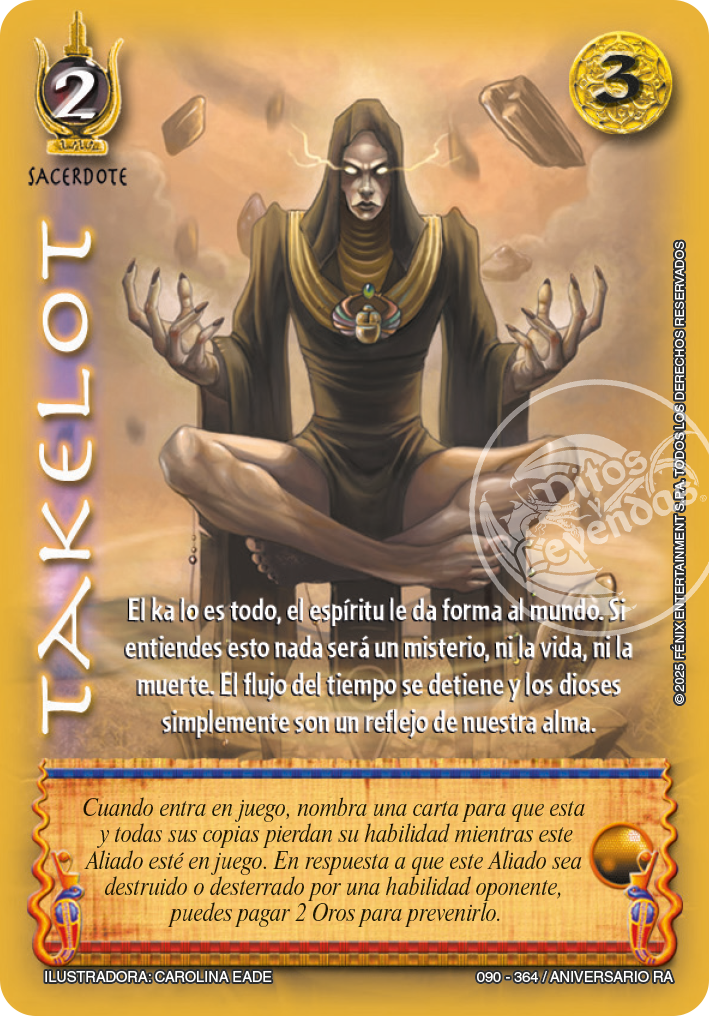 2
3
SACERDOTE
TAKELOT
El ka lo es todo, el espíritu le da forma al mundo. Si
entiendes esto nada será un misterio, ni la vida, ni la
muerte. El flujo del tiempo se detiene y los dioses
simplemente son un reflejo de nuestra alma.
Mitos
y
Leyendas
®
© 2025 FÉNIX ENTERTAINMENT SPA. TODOS LOS DERECHOS RESERVADOS
Cuando entra en juego, nombra una carta para que esta
y todas sus copias pierdan su habilidad mientras este
Aliado esté en juego. En respuesta a que este Aliado sea
destruido o desterrado por una habilidad oponente,
puedes pagar 2 Oros para prevenirlo.
ILUSTRADORA: CAROLINA EADE
090 - 364 / ANIVERSARIO RA